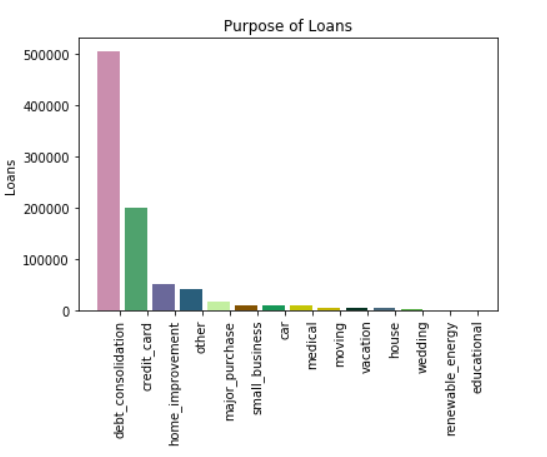 Purpose of Loans
500000
400000
300000
200000
100000
0
Loans
debt_consolidation
credit_card
home_improvement
other
major_purchase
small_business
car
medical
moving
vacation
house
wedding
renewable_energy
educational